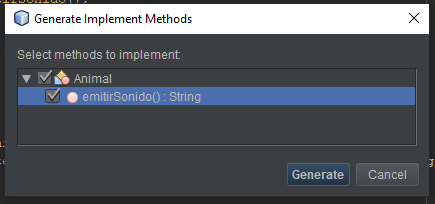 Generate Implement Methods
Select methods to implement:
Animal
emitirSonido() : String
Generate
Cancel